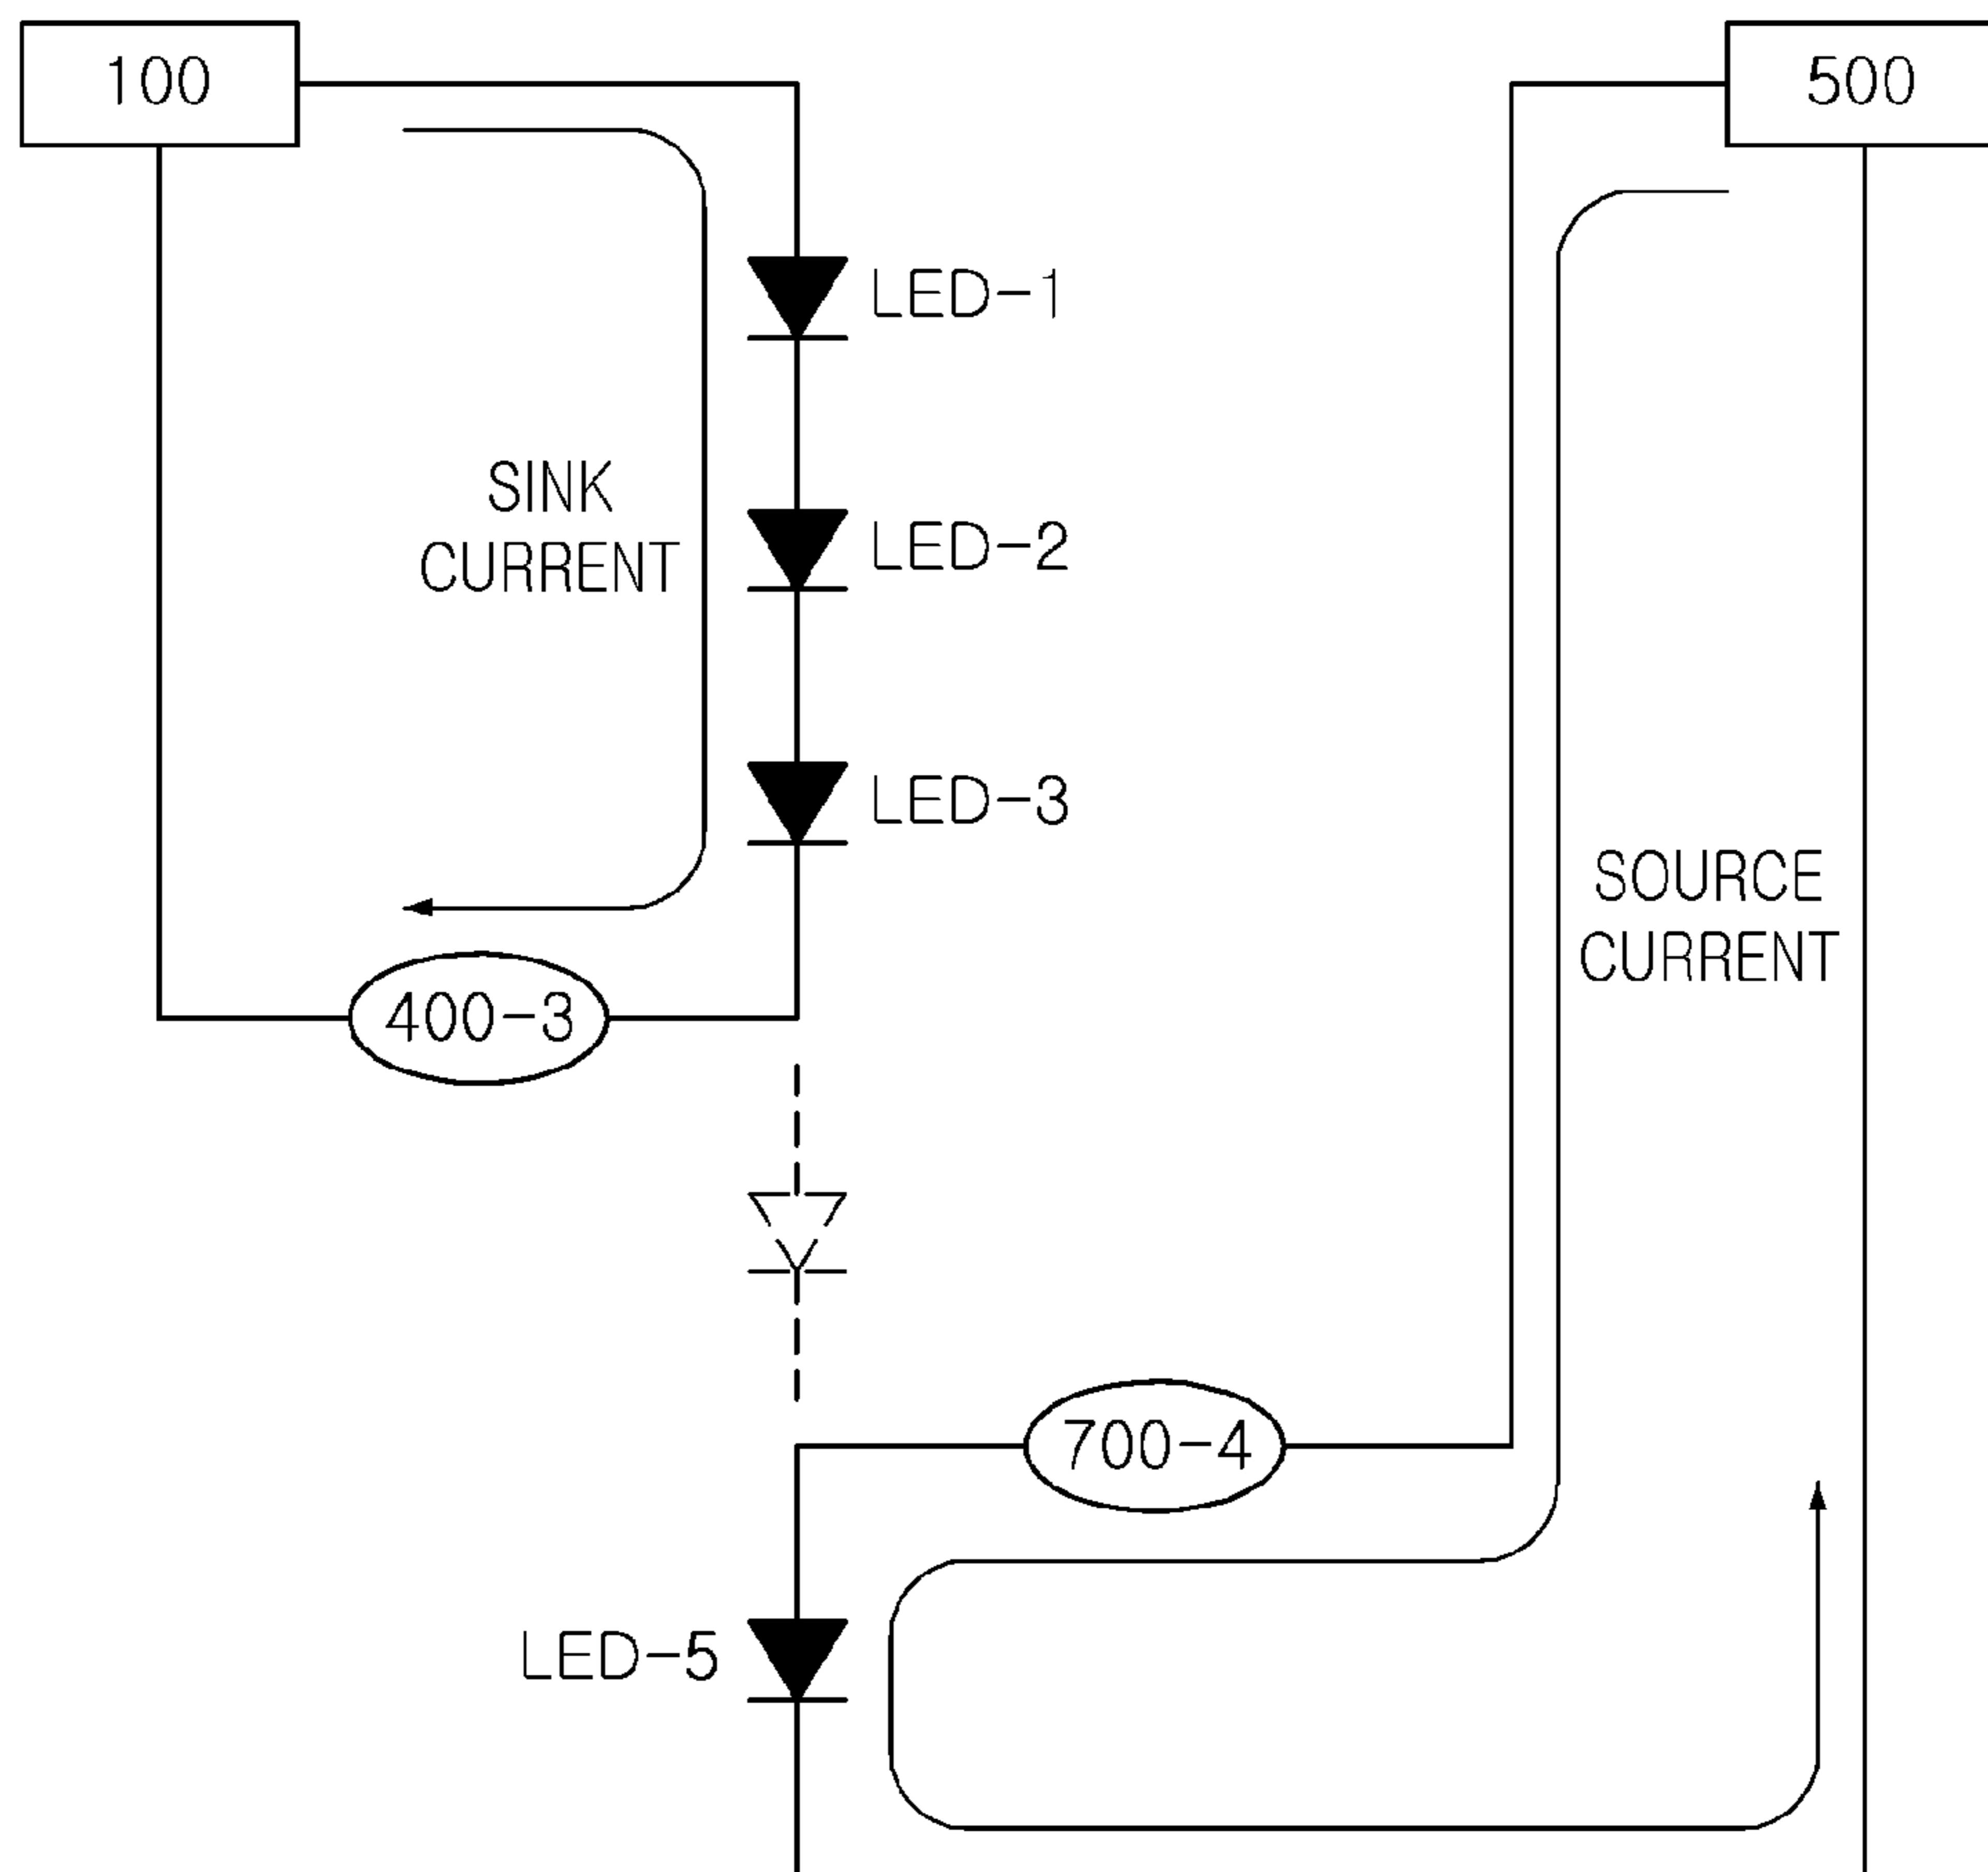 100
500
LED-1
SINK
CURRENT
LED-2
LED-3
SOURCE
CURRENT
400-3
700-4
LED-5